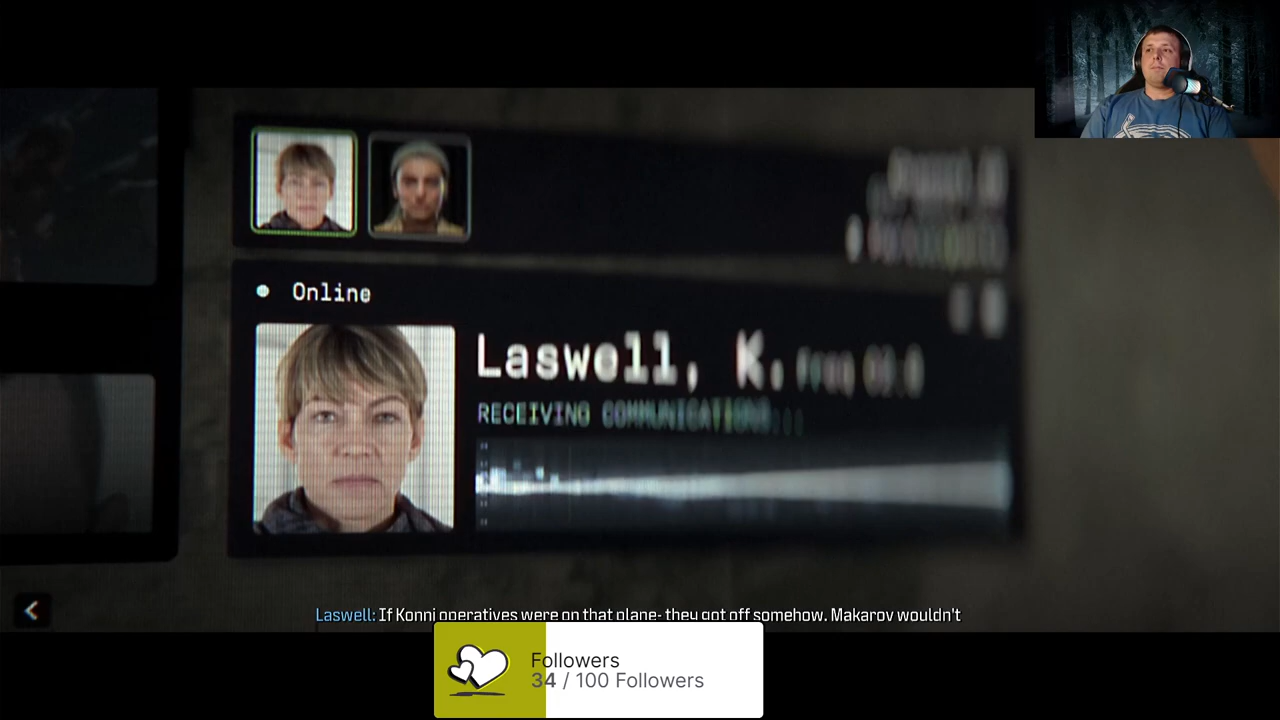 Online
Laswell, K.
RECEIVING COMMUNICATIONS...
Laswell: If Konni operatives were on that plane- they got off somehow. Makarov wouldn't
Followers
34 / 100 Followers